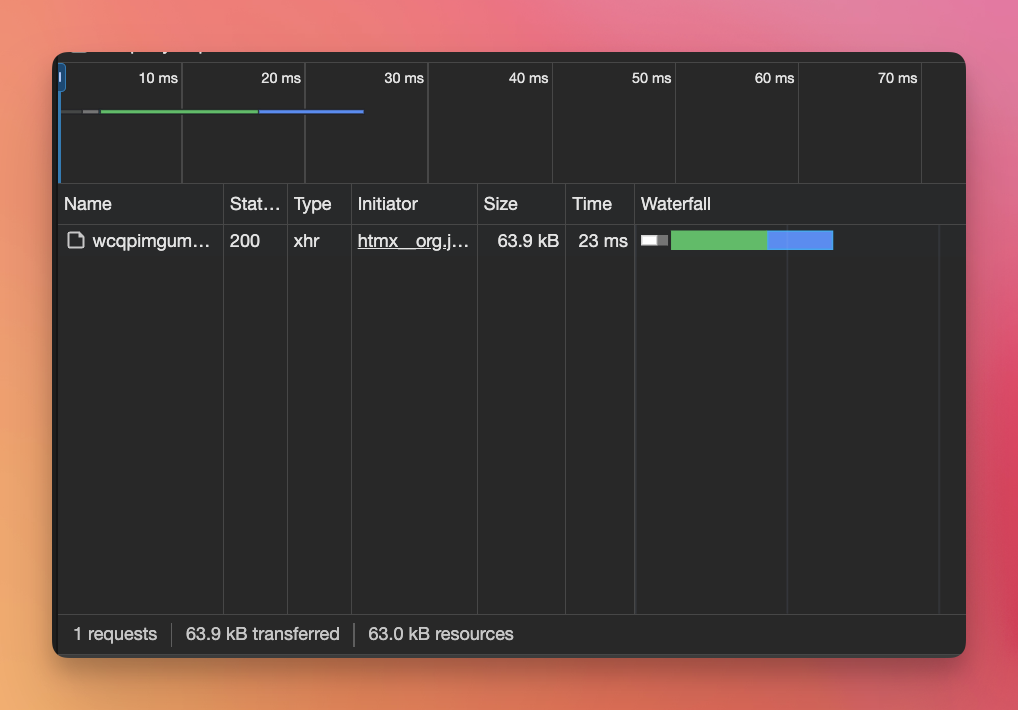 10 ms 20 ms 30 ms 40 ms 50 ms 60 ms 70 ms
Name Stat… Type Initiator Size Time Waterfall
wcqpimgum… 200 xhr htmx__org.j… 63.9 kB 23 ms
1 requests 63.9 kB transferred 63.0 kB resources